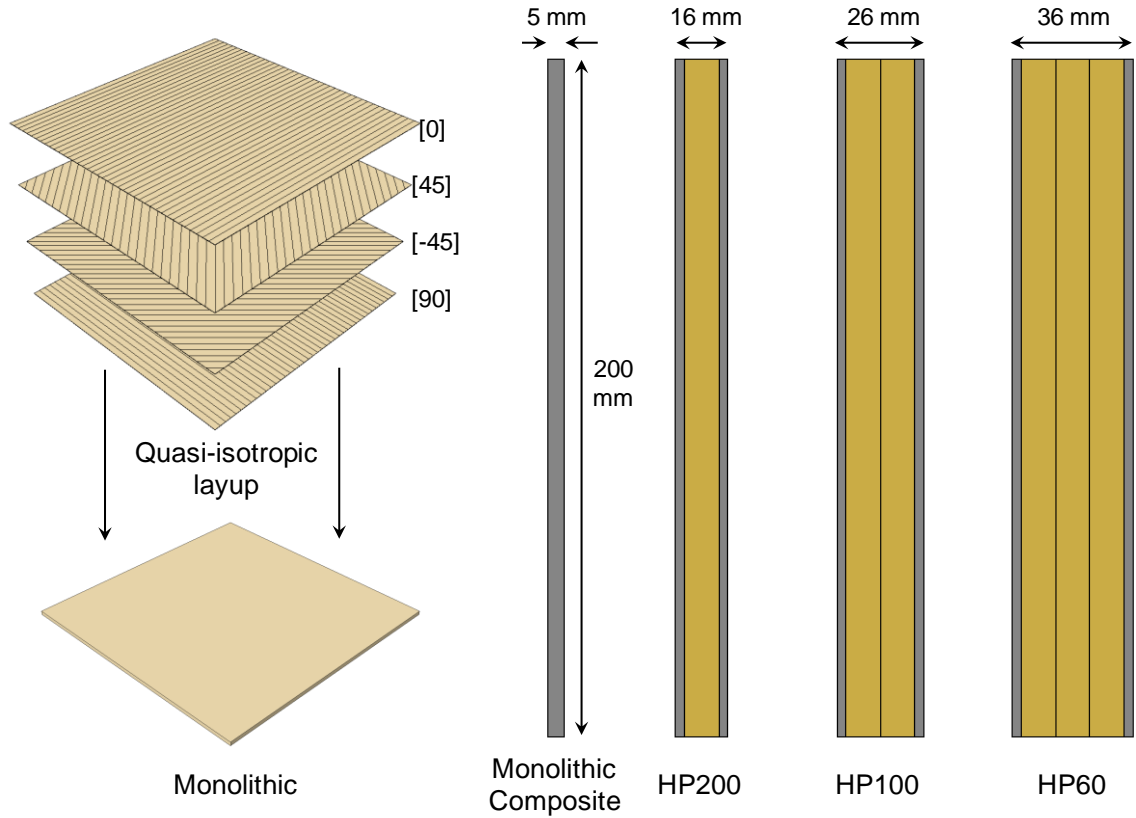 [0]
[45]
[-45]
[90]
Quasi-isotropic
layup
Monolithic
5 mm
16 mm
26 mm
36 mm
200
mm
Monolithic
Composite
HP200
HP100
HP60